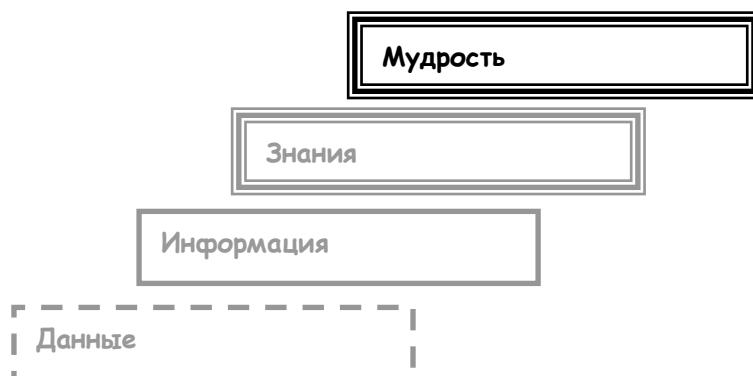 Мудрость
Знания
Информация
Данные